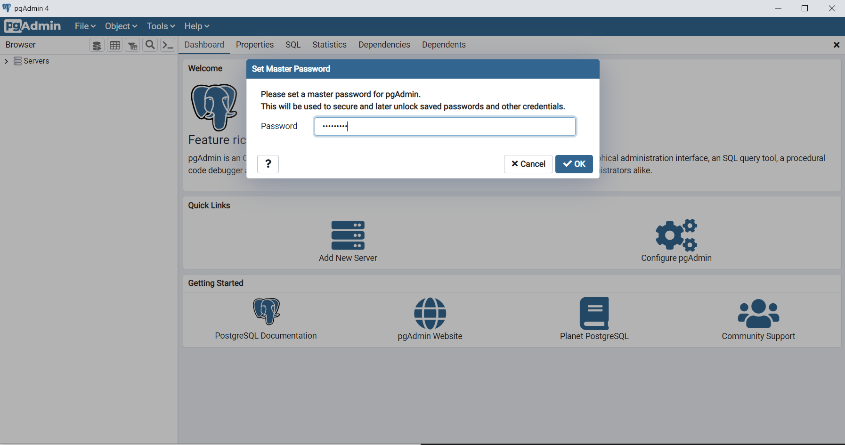 pgAdmin 4
pgAdmin File Object Tools Help
Browser
Dashboard Properties SQL Statistics Dependencies Dependents
Servers
Welcome
Set Master Password
Please set a master password for pgAdmin.
This will be used to secure and later unlock saved passwords and other credentials.
Password •••••••••
? Cancel OK
Feature
pgAdmin is an
administration interface, an SQL query tool, a procedural
code debugger
alike.
Quick Links
Add New Server
Configure pgAdmin
Getting Started
PostgreSQL Documentation
pgAdmin Website
Planet PostgreSQL
Community Support